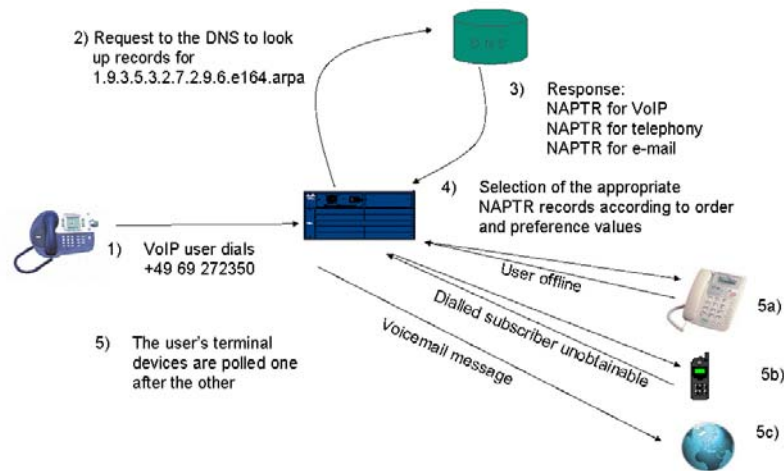 2) Request to the DNS to look
up records for
1.9.3.5.3.2.7.2.9.6.e164.arpa
DNS
3) Response:
NAPTR for VoIP
NAPTR for telephony
NAPTR for e-mail
4) Selection of the appropriate
NAPTR records according to order
and preference values
1) VoIP user dials
+49 69 272350
User offline
5a)
Dialled subscriber unobtainable
5b)
Voicemail message
5c)
5) The user's terminal
devices are polled one
after the other